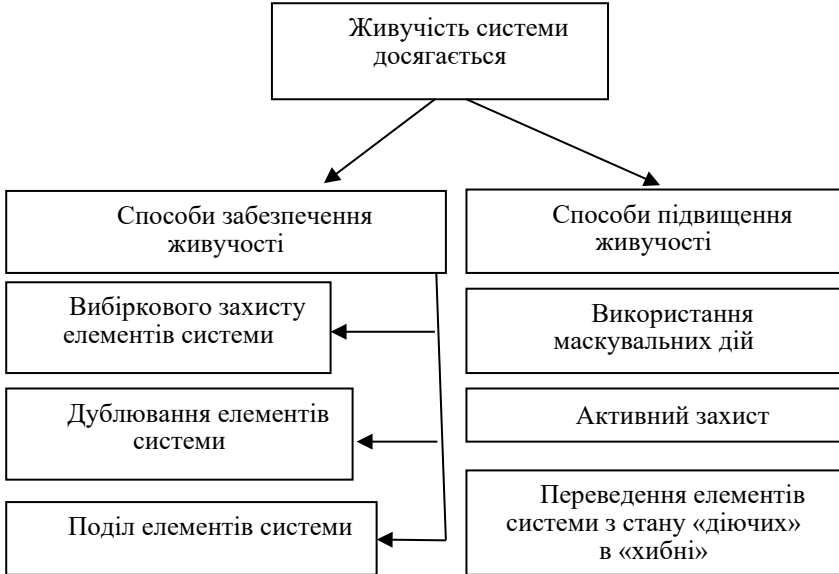 Живучість системи
досягається
Способи забезпечення
живучості
Способи підвищення
живучості
Вибіркового захисту
елементів системи
Використання
маскувальних дій
Дублювання елементів
системи
Активний захист
Поділ елементів системи
Переведення елементів
системи з стану «діючих»
в «хибні»